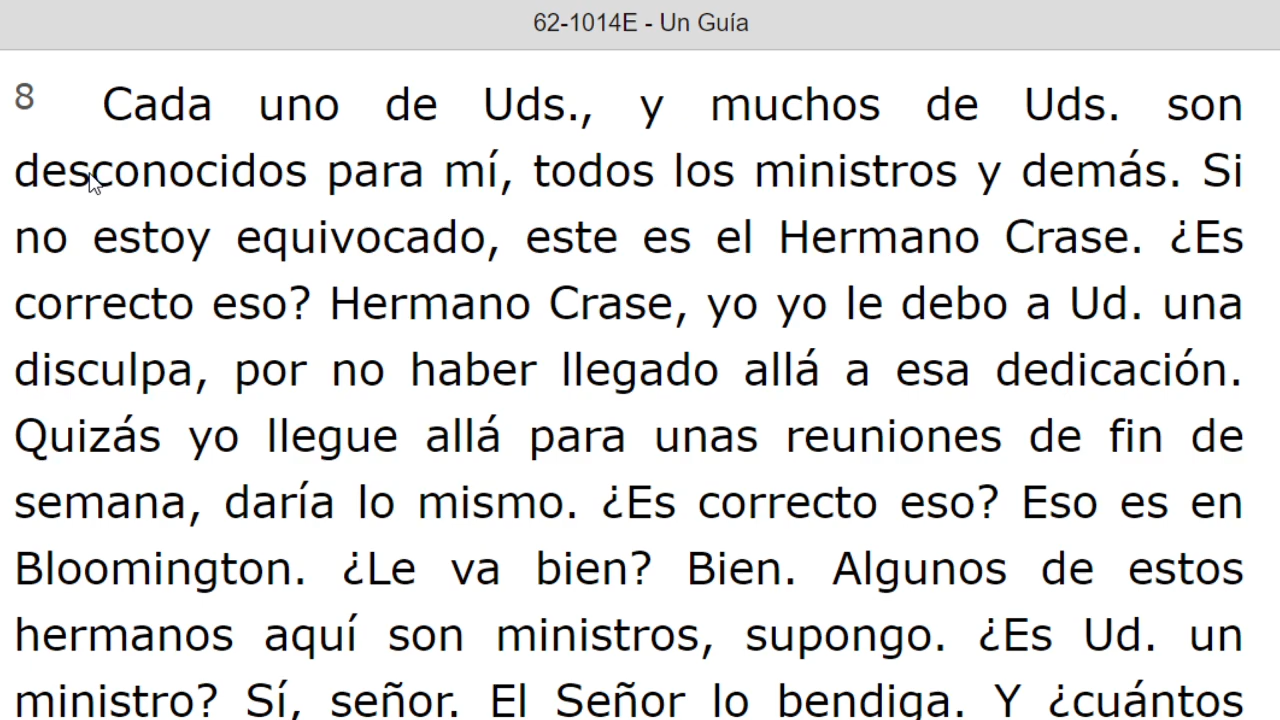 62-1014E - Un Guía
8 Cada uno de Uds., y muchos de Uds. son
desconocidos para mí, todos los ministros y demás. Si
no estoy equivocado, este es el Hermano Crase. ¿Es
correcto eso? Hermano Crase, yo yo le debo a Ud. una
disculpa, por no haber llegado allá a esa dedicación.
Quizás yo llegue allá para unas reuniones de fin de
semana, daría lo mismo. ¿Es correcto eso? Eso es en
Bloomington. ¿Le va bien? Bien. Algunos de estos
hermanos aquí son ministros, supongo. ¿Es Ud. un
ministro? Sí, señor. El Señor lo bendiga. Y ¿cuántos